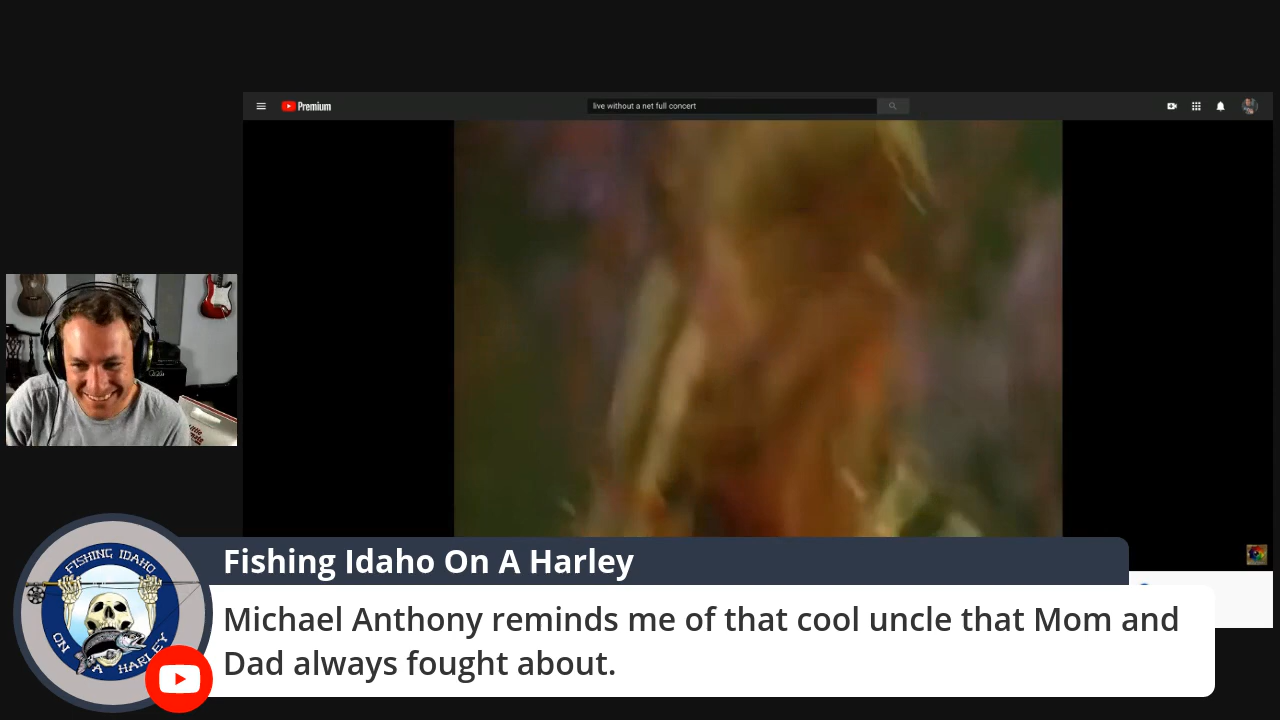 Premium
live without a net full concert
FISHING IDAHO
ON A HARLEY
Fishing Idaho On A Harley
Michael Anthony reminds me of that cool uncle that Mom and
Dad always fought about.